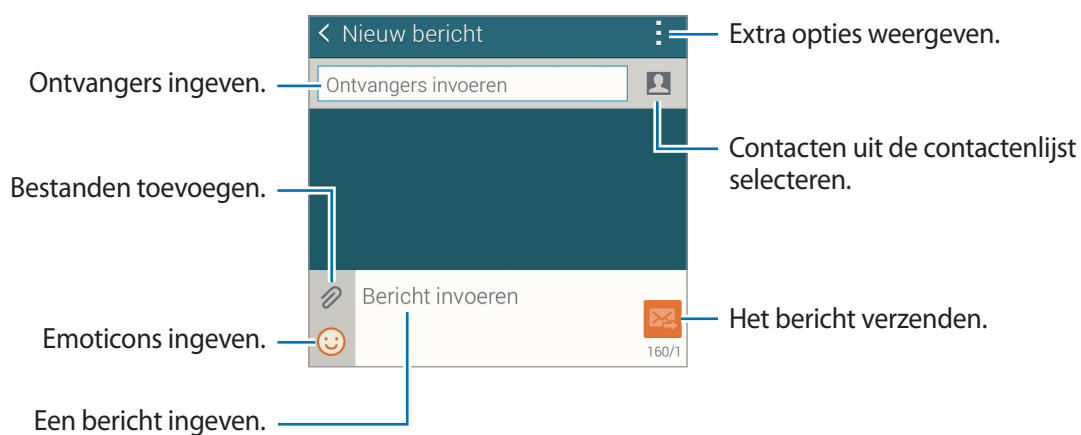 Nieuw bericht
Extra opties weergeven.
Ontvangers ingeven.
Ontvangers invoeren
Contacten uit de contactenlijst
selecteren.
Bestanden toevoegen.
Bericht invoeren
Het bericht verzenden.
Emoticons ingeven.
160/1
Een bericht ingeven.